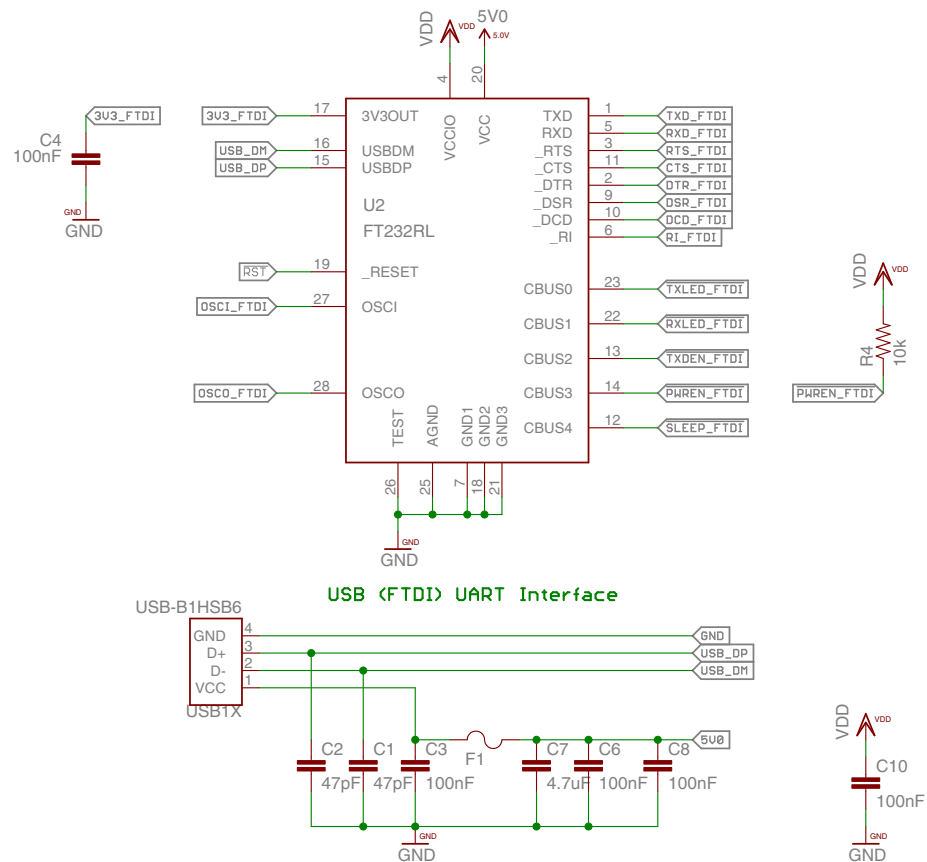 VDD
VDD
5V0
5.0V
4
20
3V3_FTDI
C4
100nF
GND
GND
3V3_FTDI
17
3V3OUT
VCCIO
VCC
TXD
1
TXD_FTDI
RXD
5
RXD_FTDI
USB_DM
16
USBDM
_RTS
3
RTS_FTDI
USB_DP
15
USBDP
_CTS
11
CTS_FTDI
_DTR
2
DTR_FTDI
U2
_DSR
9
DSR_FTDI
FT232RL
_DCD
10
DCD_FTDI
_RI
6
RI_FTDI
RST
19
_RESET
CBUS0
23
TXLED_FTDI
OSCI_FTDI
27
OSCI
CBUS1
22
RXLED_FTDI
CBUS2
13
TXDEN_FTDI
OSCO_FTDI
28
OSCO
CBUS3
14
PWREN_FTDI
CBUS4
12
SLEEP_FTDI
VDD
VDD
R4
10k
PWREN_FTDI
TEST
AGND
GND1
GND2
GND3
26
25
7
18
21
GND
GND
USB (FTDI) UART Interface
USB-B1HSB6
GND
4
GND
D+
3
USB_DP
D-
2
USB_DM
VCC
1
USB1X
C2
47pF
C1
47pF
C3
100nF
F1
C7
4.7uF
C6
100nF
C8
100nF
5V0
GND
GND
VDD
VDD
C10
100nF
GND
GND